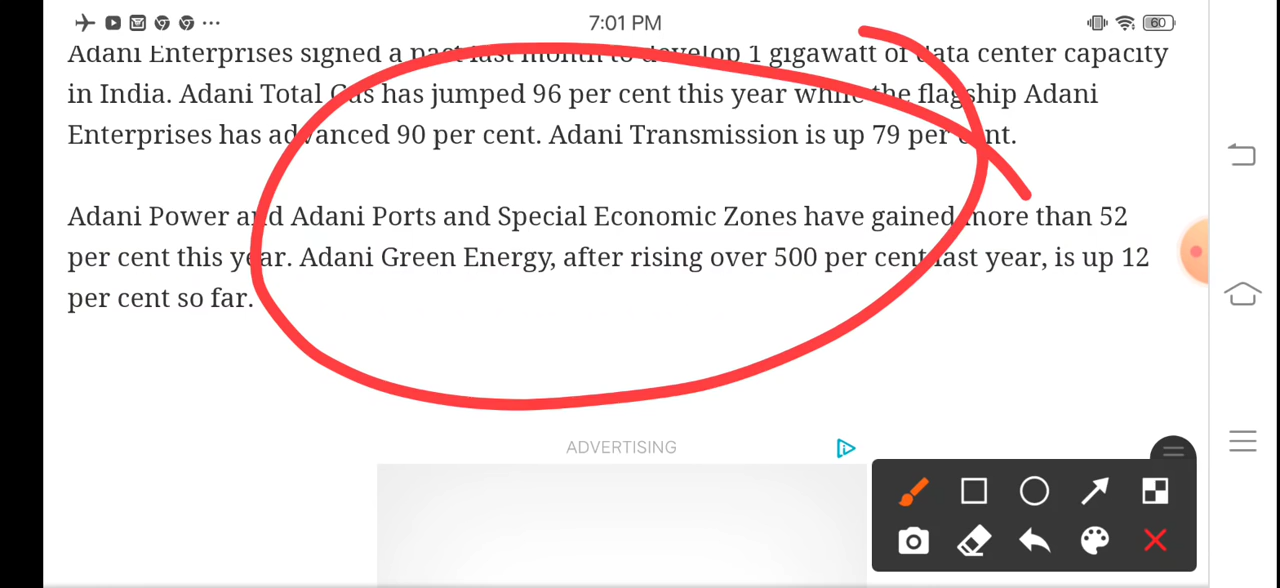 7:01 PM
60
Adani Enterprises signed a pact last month to develop 1 gigawatt of data center capacity
in India. Adani Total Gas has jumped 96 per cent this year while the flagship Adani
Enterprises has advanced 90 per cent. Adani Transmission is up 79 per cent.
Adani Power and Adani Ports and Special Economic Zones have gained more than 52
per cent this year. Adani Green Energy, after rising over 500 per cent last year, is up 12
per cent so far.
ADVERTISING